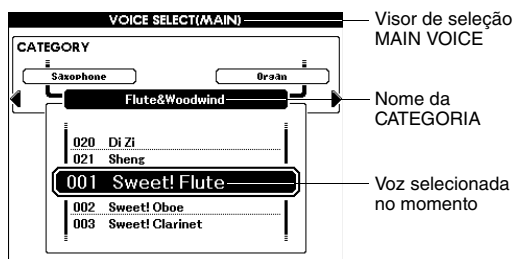 VOICE SELECT(MAIN)
Visor de seleção
MAIN VOICE
CATEGORY
Saxophone
Organ
Flute&Woodwind
Nome da
CATEGORIA
020 Di Zi
021 Sheng
001 Sweet! Flute
Voz selecionada
no momento
002 Sweet! Oboe
003 Sweet! Clarinet